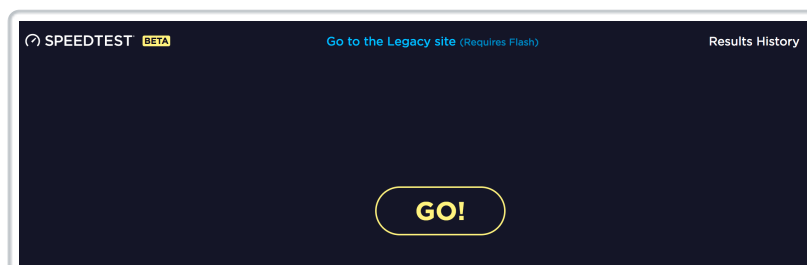 SPEEDTEST BETA
Go to the Legacy site (Requires Flash)
Results History
GO!